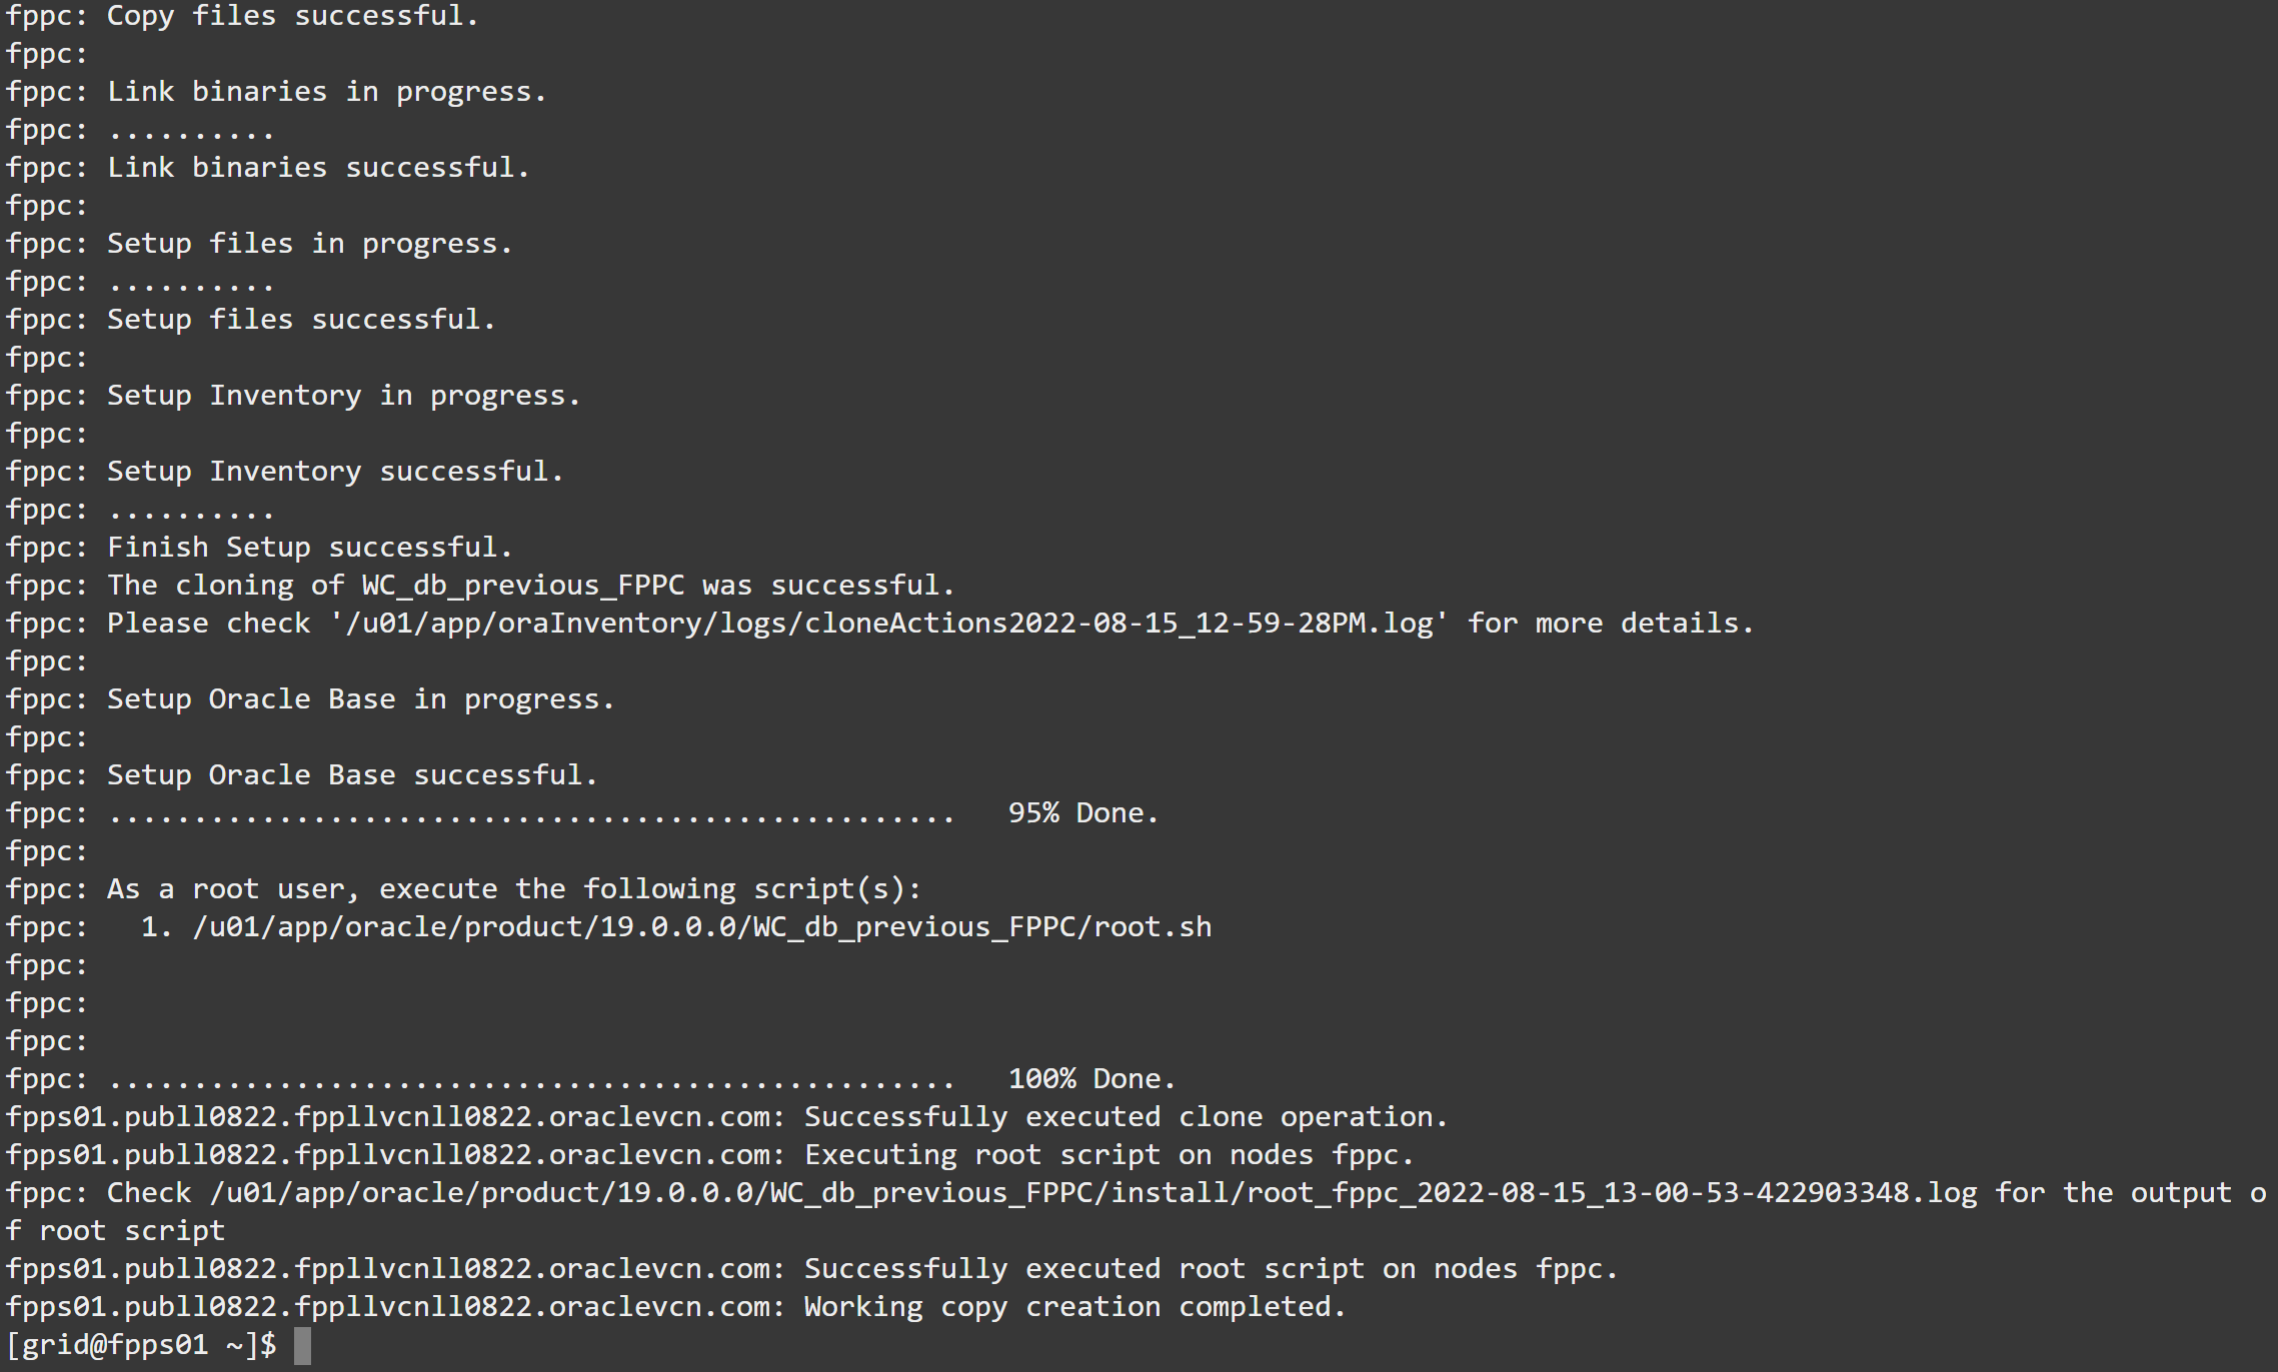 fppc: Copy files successful.
fppc:
fppc: Link binaries in progress.
fppc: ..........
fppc: Link binaries successful.
fppc:
fppc: Setup files in progress.
fppc: ..........
fppc: Setup files successful.
fppc:
fppc: Setup Inventory in progress.
fppc:
fppc: Setup Inventory successful.
fppc: ..........
fppc: Finish Setup successful.
fppc: The cloning of WC_db_previous_FPPC was successful.
fppc: Please check '/u01/app/oraInventory/logs/cloneActions2022-08-15_12-59-28PM.log' for more details.
fppc:
fppc: Setup Oracle Base in progress.
fppc:
fppc: Setup Oracle Base successful.
fppc: ..................................................   95% Done.
fppc:
fppc: As a root user, execute the following script(s):
fppc:   1. /u01/app/oracle/product/19.0.0.0/WC_db_previous_FPPC/root.sh
fppc:
fppc:
fppc:
fppc: ..................................................   100% Done.
fpps01.publl0822.fppllvcnll0822.oraclevcn.com: Successfully executed clone operation.
fpps01.publl0822.fppllvcnll0822.oraclevcn.com: Executing root script on nodes fppc.
fppc: Check /u01/app/oracle/product/19.0.0.0/WC_db_previous_FPPC/install/root_fppc_2022-08-15_13-00-53-422903348.log for the output o
f root script
fpps01.publl0822.fppllvcnll0822.oraclevcn.com: Successfully executed root script on nodes fppc.
fpps01.publl0822.fppllvcnll0822.oraclevcn.com: Working copy creation completed.
[grid@fpps01 ~]$